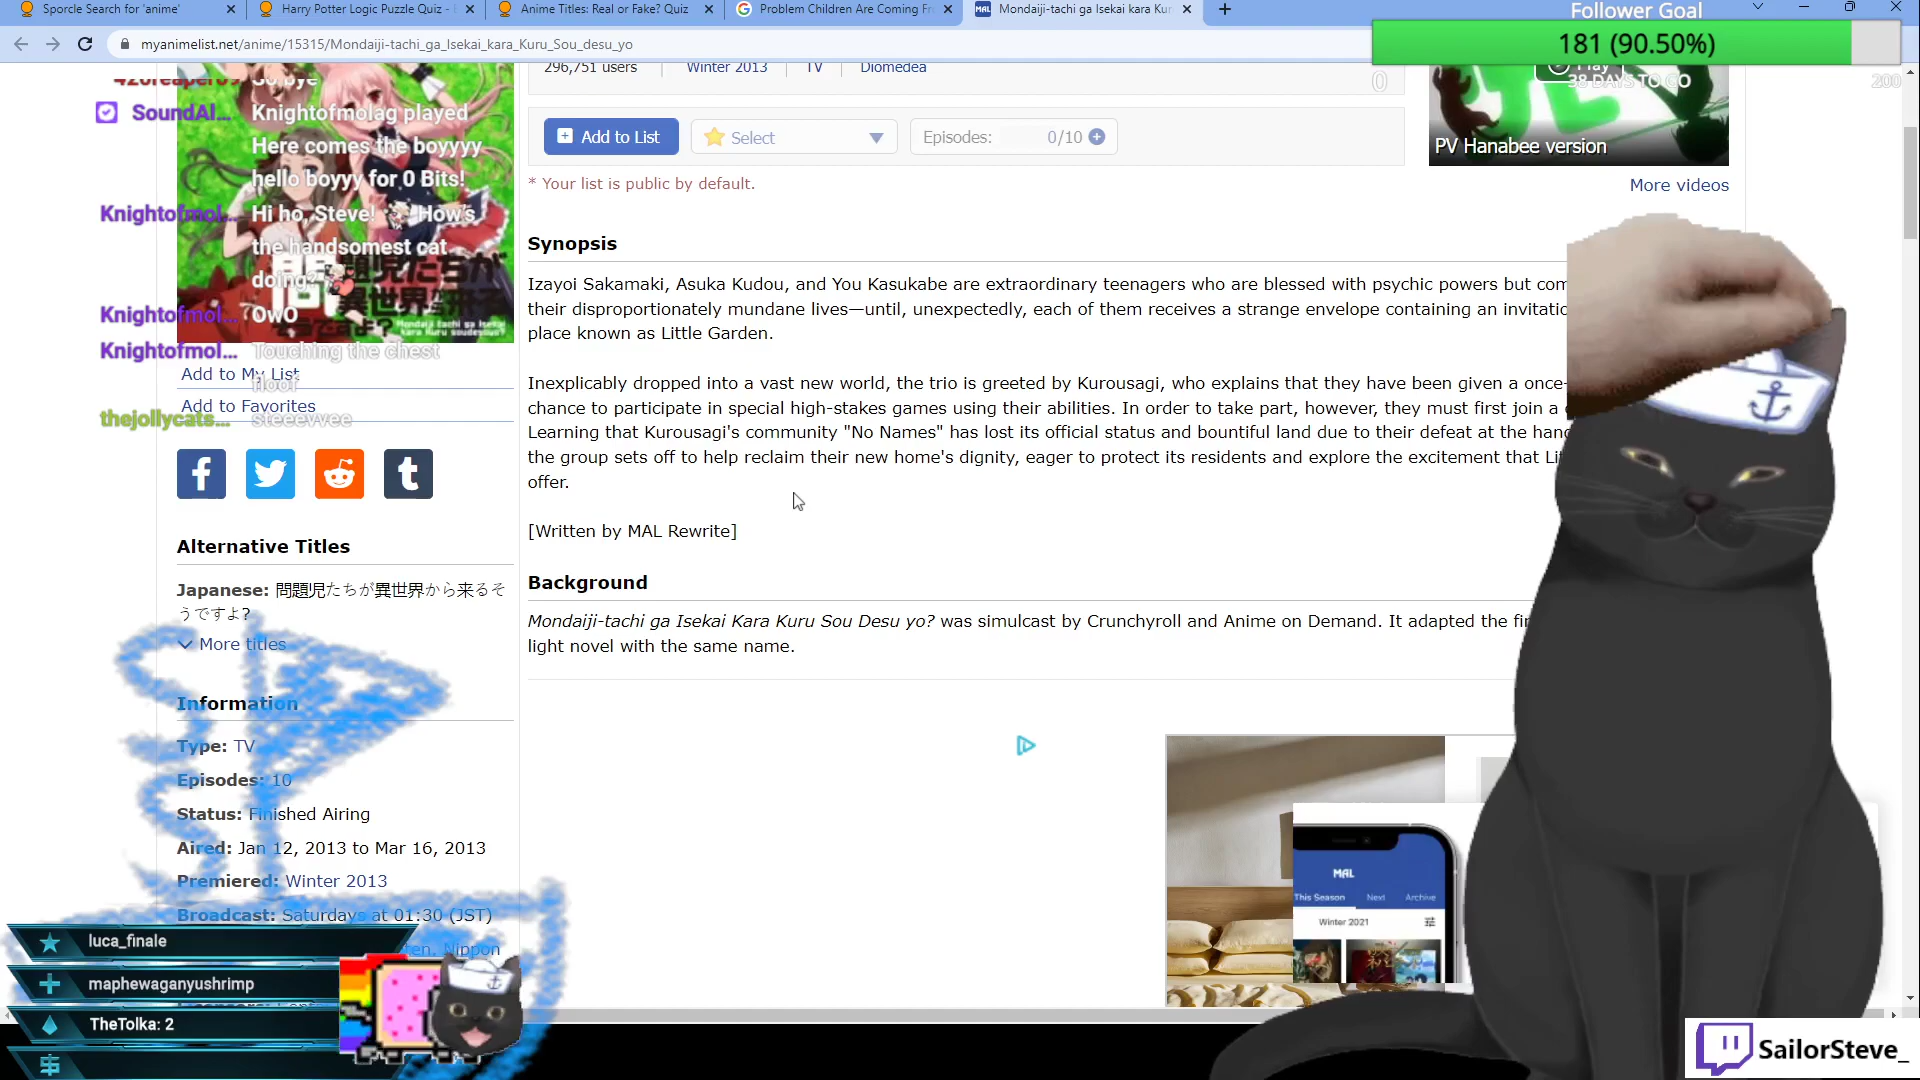 Sporcle Search for 'anime'
Harry Potter Logic Puzzle Quiz -
Anime Titles: Real or Fake? Quiz
Problem Children Are Coming Fr
MAL Mondaiji-tachi ga Isekai kara Kur
Follower Goal
181 (90.50%)
38 DAYS TO GO
0
200
myanimelist.net/anime/15315/Mondaiji-tachi_ga_Isekai_kara_Kuru_Sou_desu_yo
296,751 users
Winter 2013
TV
Diomedea
Play
Add to List
Select
Episodes: 0/10
PV Hanabee version
* Your list is public by default.
More videos
So bye
SoundAl...
Knightofmolag played
Here comes the boyyyy
hello boyyy for 0 Bits!
Knightofmol...
Hi ho, Steve! How's
the handsomest cat
doing?
Knightofmol...
OwO
Knightofmol...
Touching the chest
floof
thejollycats...
steeevvee
Add to My List
Add to Favorites
Synopsis
Izayoi Sakamaki, Asuka Kudou, and You Kasukabe are extraordinary teenagers who are blessed with psychic powers but com
their disproportionately mundane lives—until, unexpectedly, each of them receives a strange envelope containing an invitatio
place known as Little Garden.
Inexplicably dropped into a vast new world, the trio is greeted by Kurousagi, who explains that they have been given a once-
chance to participate in special high-stakes games using their abilities. In order to take part, however, they must first join a
Learning that Kurousagi's community "No Names" has lost its official status and bountiful land due to their defeat at the hand
the group sets off to help reclaim their new home's dignity, eager to protect its residents and explore the excitement that Li
offer.
[Written by MAL Rewrite]
Background
Mondaiji-tachi ga Isekai Kara Kuru Sou Desu yo? was simulcast by Crunchyroll and Anime on Demand. It adapted the fir
light novel with the same name.
Alternative Titles
Japanese: 問題児たちが異世界から来るそ
うですよ?
More titles
Information
Type: TV
Episodes: 10
Status: Finished Airing
Aired: Jan 12, 2013 to Mar 16, 2013
Premiered: Winter 2013
Broadcast: Saturdays at 01:30 (JST)
ten, Nippon
luca_finale
maphewaganyushrimp
TheTolka: 2
MAL
This Season
Next
Archive
Winter 2021
SailorSteve_